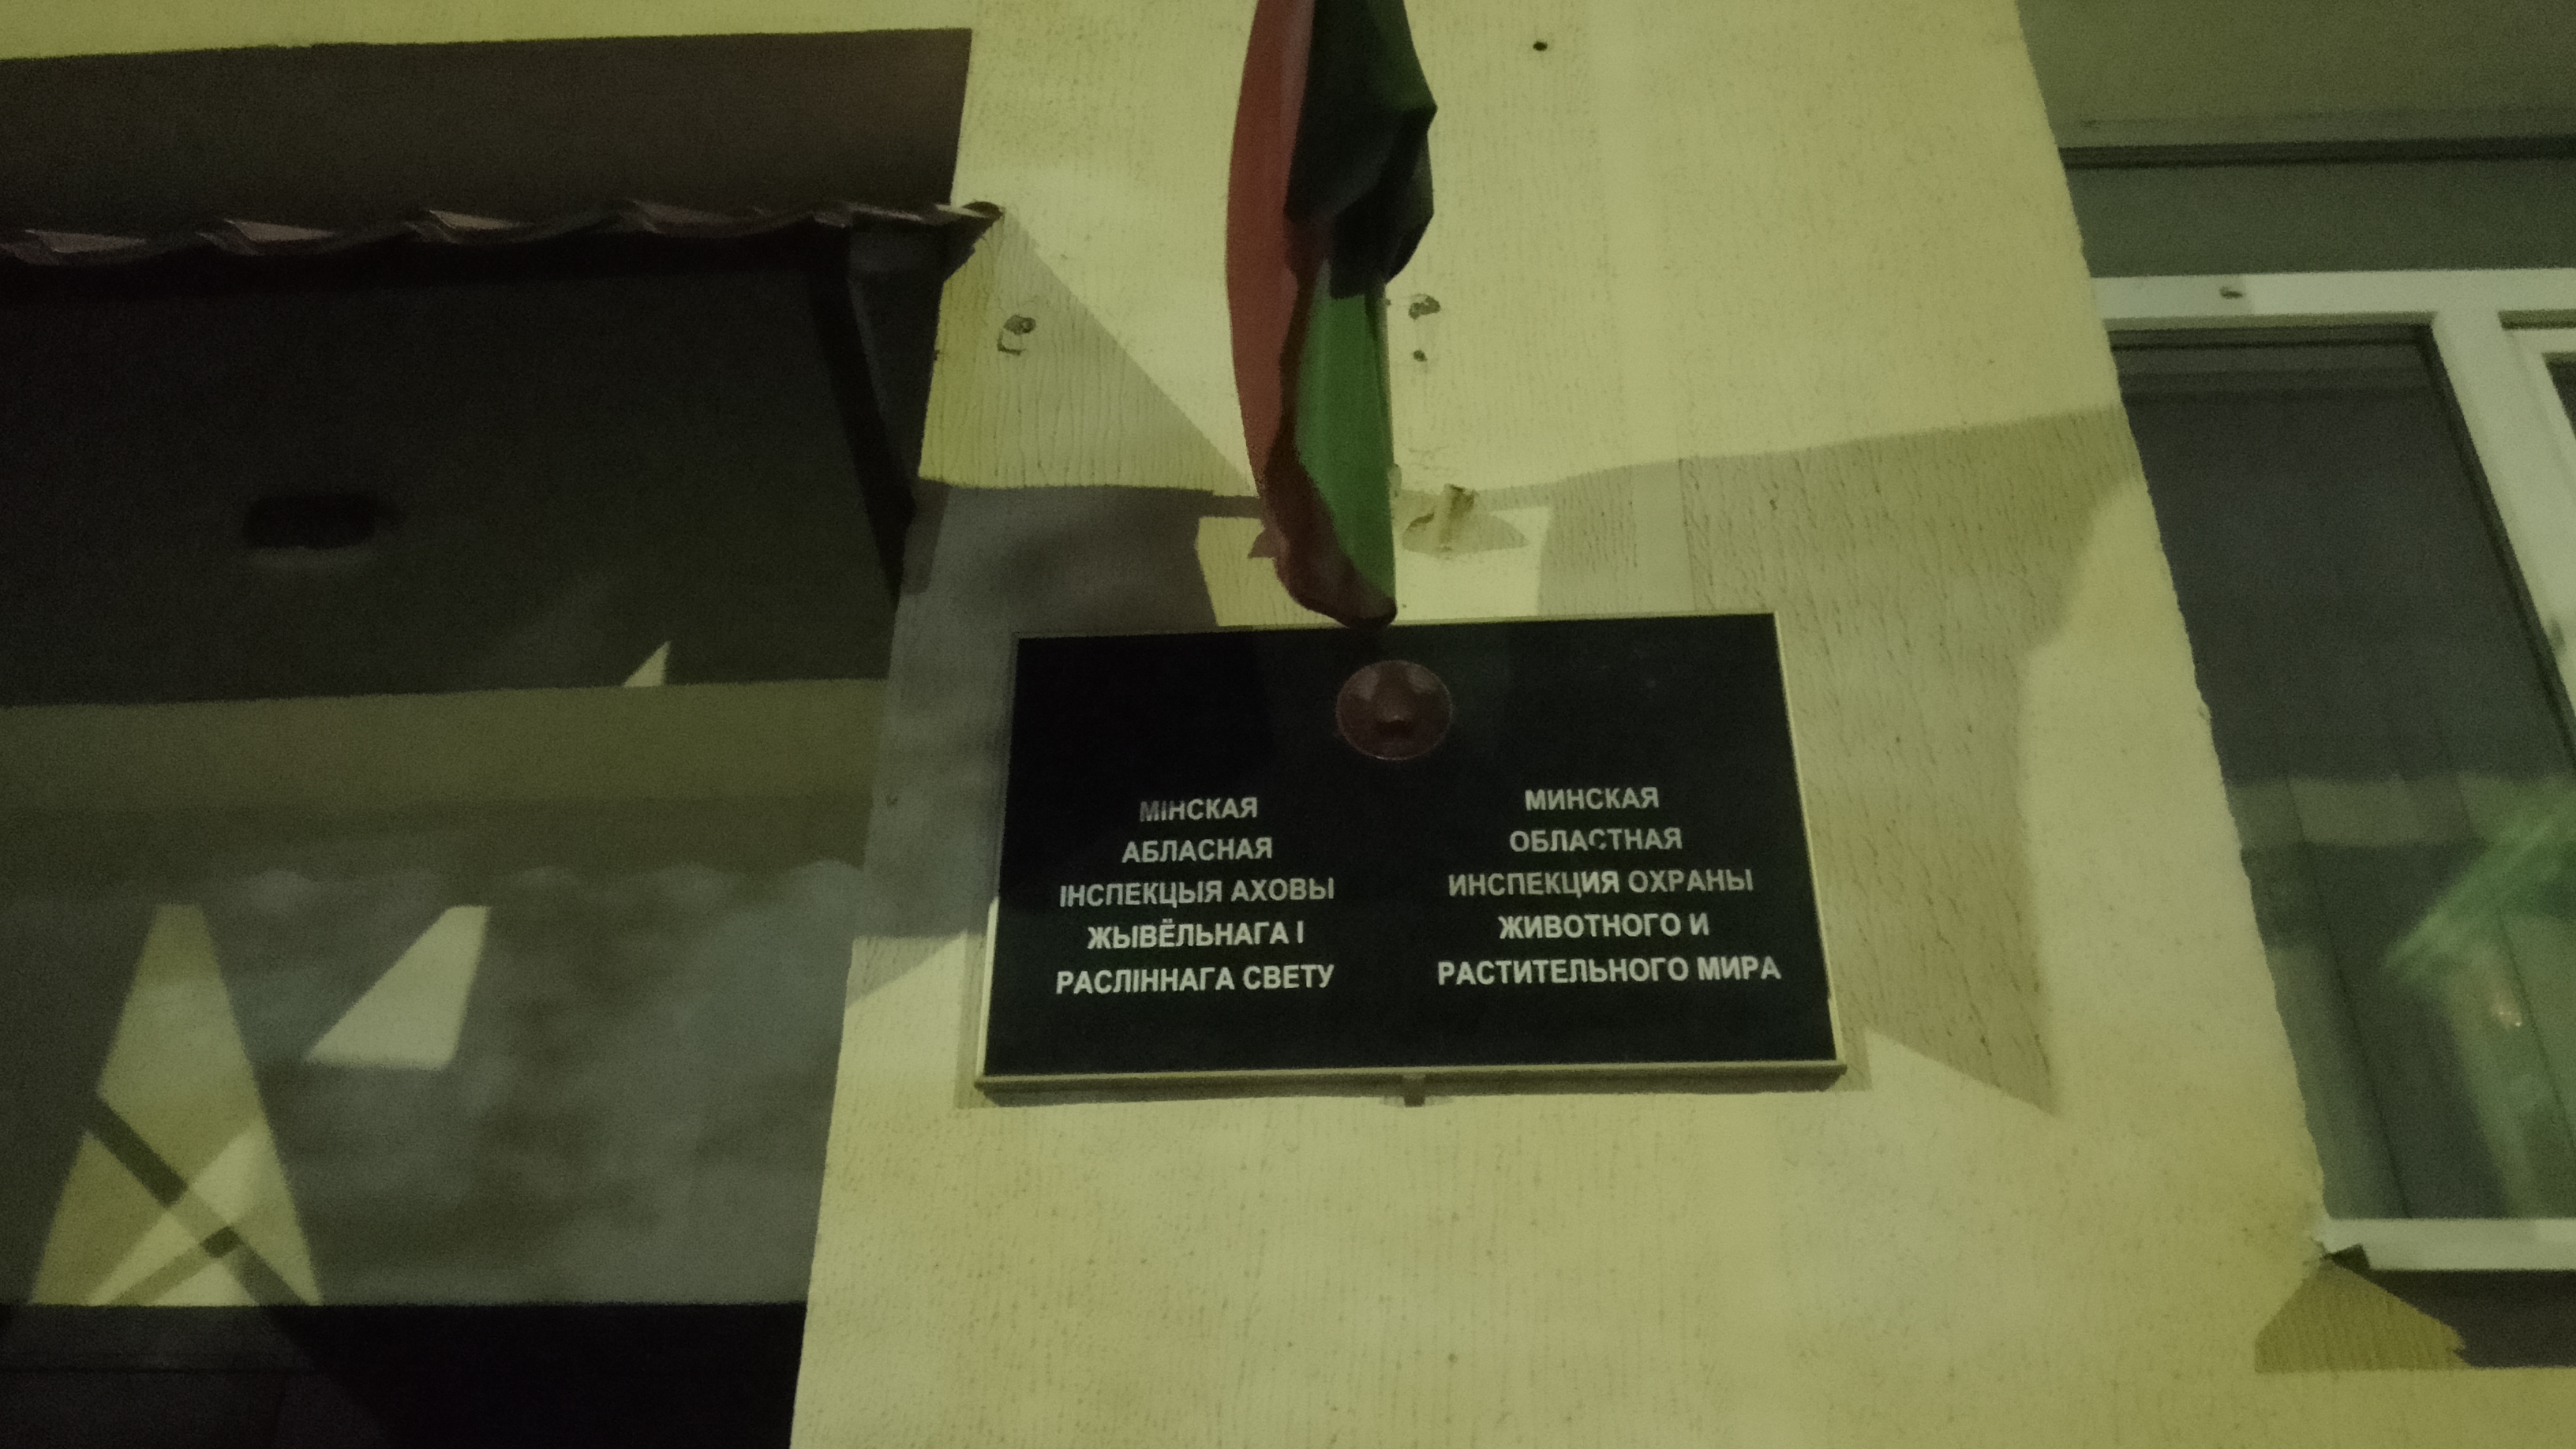 МІНСКАЯ
АБЛАСНАЯ
ІНСПЕКЦЫЯ АХОВЫ
ЖЫВЁЛЬНАГА І
РАСЛІННАГА СВЕТУ
МИНСКАЯ
ОБЛАСТНАЯ
ИНСПЕКЦИЯ ОХРАНЫ
ЖИВОТНОГО И
РАСТИТЕЛЬНОГО МИРА